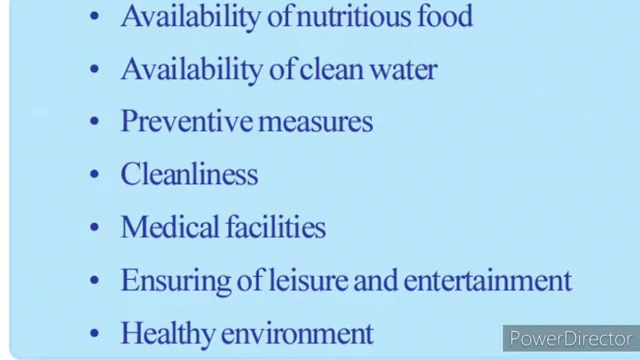 • Availability of nutritious food
• Availability of clean water
• Preventive measures
• Cleanliness
• Medical facilities
• Ensuring of leisure and entertainment
• Healthy environment
PowerDirector